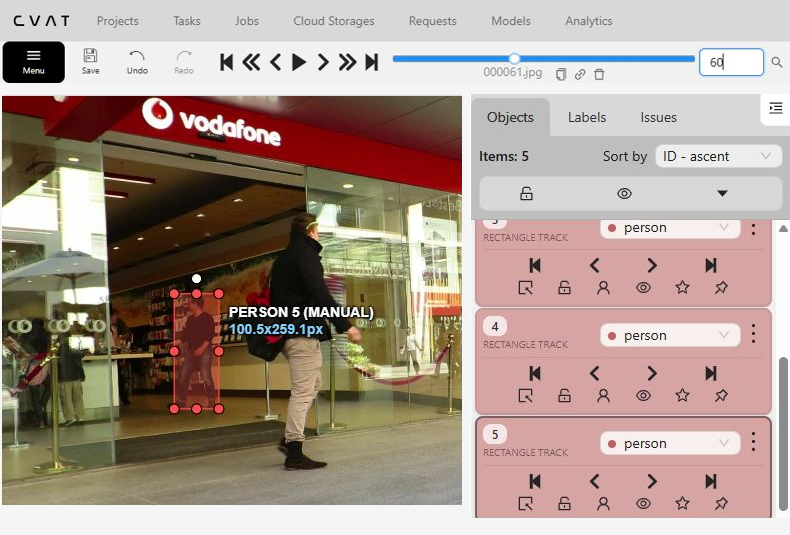 CVAT Projects Tasks Jobs Cloud Storages Requests Models Analytics
Menu Save Undo Redo 60
000061.jpg
vodafone
Objects Labels Issues
Items: 5 Sort by ID - ascent
person
RECTANGLE TRACK
PERSON 5 (MANUAL)
100.5x259.1px
4 person
RECTANGLE TRACK
5 person
RECTANGLE TRACK